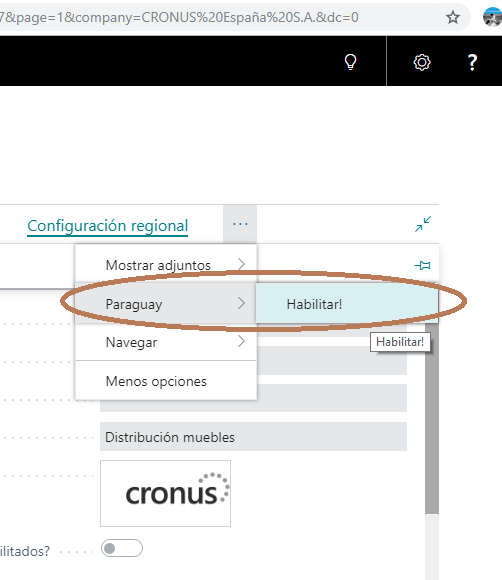 7&page=1&company=CRONUS%20España%20S.A.&dc=0
?
Configuración regional
...
Mostrar adjuntos
Paraguay
Habilitar!
Navegar
Habilitar!
Menos opciones
Distribución muebles
cronus
ilitados?